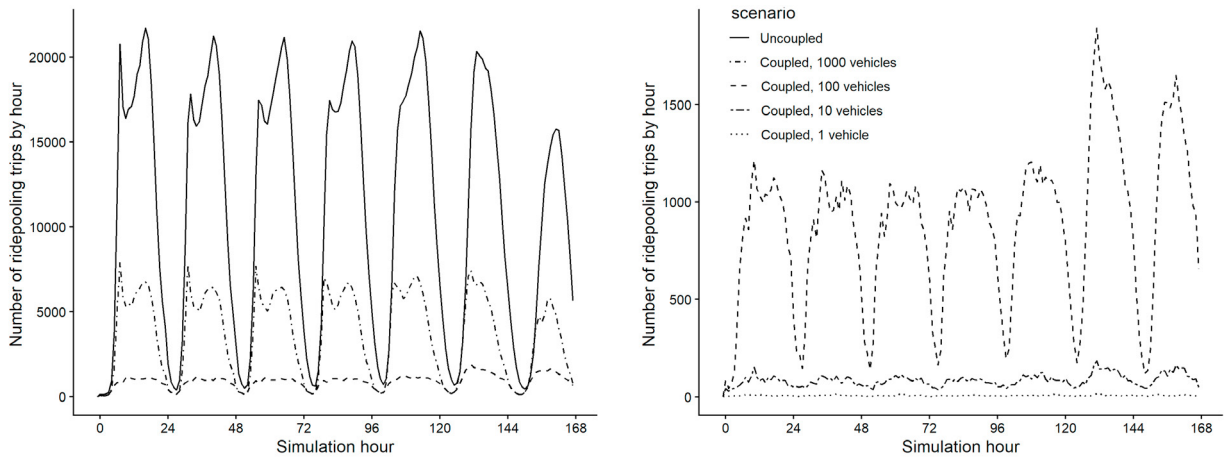 Number of ridepooling trips by hour
20000
15000
10000
5000
0
0 24 48 72 96 120 144 168
Simulation hour
Number of ridepooling trips by hour
1500
1000
500
0
scenario
Uncoupled
Coupled, 1000 vehicles
Coupled, 100 vehicles
Coupled, 10 vehicles
Coupled, 1 vehicle
0 24 48 72 96 120 144 168
Simulation hour